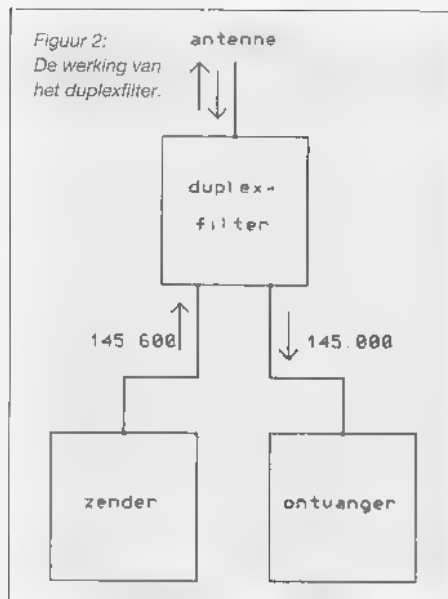 Figuur 2:
De werking van
het duplexfilter.
antenne
duplex-
filter
145 600
145.000
zender
ontvanger